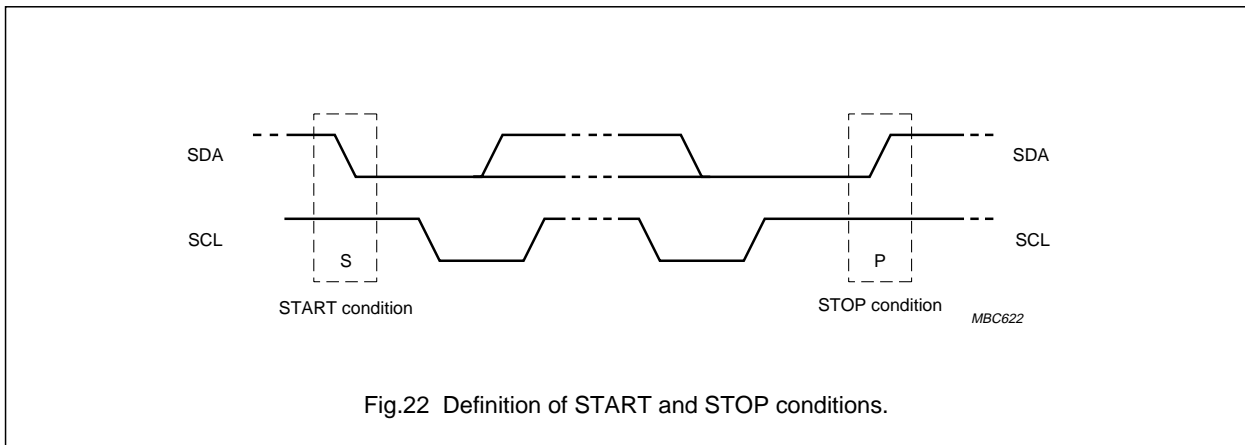 SDA
SDA
SCL
SCL
S
P
START condition
STOP condition
MBC622
Fig.22 Definition of START and STOP conditions.